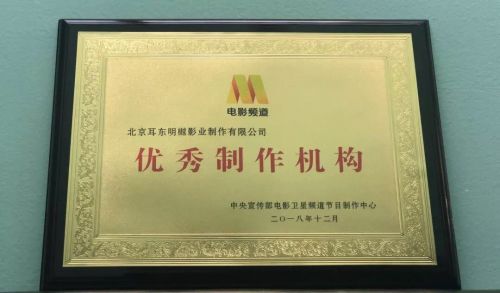 电影频道
北京耳东明樾影业制作有限公司
优秀制作机构
中央宣传部电影卫星频道节目制作中心
二〇一八年十二月